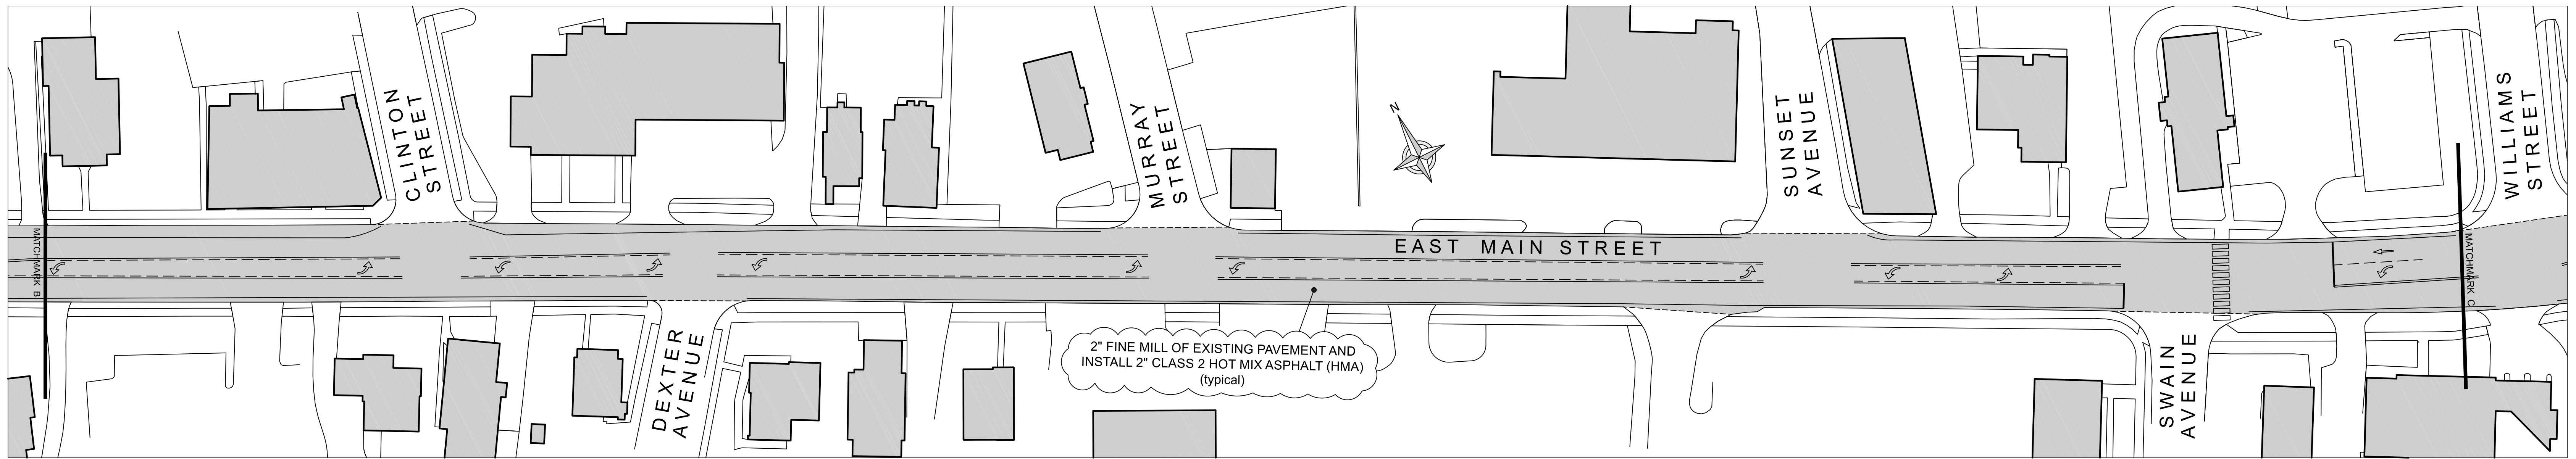 MATCHMARK B
CLINTON
STREET
DEXTER
AVENUE
MURRAY
STREET
N
EAST MAIN STREET
2" FINE MILL OF EXISTING PAVEMENT AND
INSTALL 2" CLASS 2 HOT MIX ASPHALT (HMA)
(typical)
SUNSET
AVENUE
SWAIN
AVENUE
WILLIAMS
STREET
MATCHMARK C